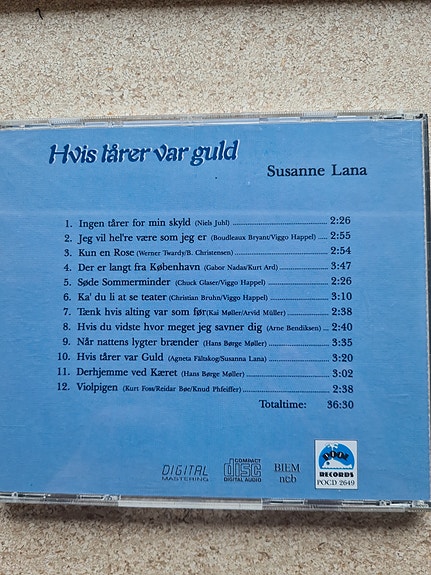 Hvis tårer var guld
Susanne Lana
1. Ingen tårer for min skyld (Niels Juhl) 2:26
2. Jeg vil hel're være som jeg er (Boudleaux Bryant/Viggo Happel) 2:55
3. Kun en Rose (Werner Twardy/B. Christensen) 2:54
4. Der er langt fra København (Gabor Nadas/Kurt Ard) 3:47
5. Søde Sommerminder (Chuck Glaser/Viggo Happel) 2:26
6. Ka' du li at se teater (Christian Bruhn/Viggo Happel) 3:10
7. Tænk hvis alting var som før(Kai Møller/Arvid Müller) 2:38
8. Hvis du vidste hvor meget jeg savner dig (Arne Bendiksen) 2:40
9. Når nattens lygter brænder (Hans Børge Møller) 3:35
10. Hvis tårer var Guld (Agneta Fältskog/Susanna Lana) 3:20
11. Derhjemme ved Kæret (Hans Børge Møller) 3:02
12. Violpigen (Kurt Foss/Reidar Bøe/Knud Phfeiffer) 2:38
Totaltime: 36:30
DIGITAL
MASTERING
COMPACT
disc
DIGITAL AUDIO
BIEM
ncb
POOL
RECORDS
POCD 2649